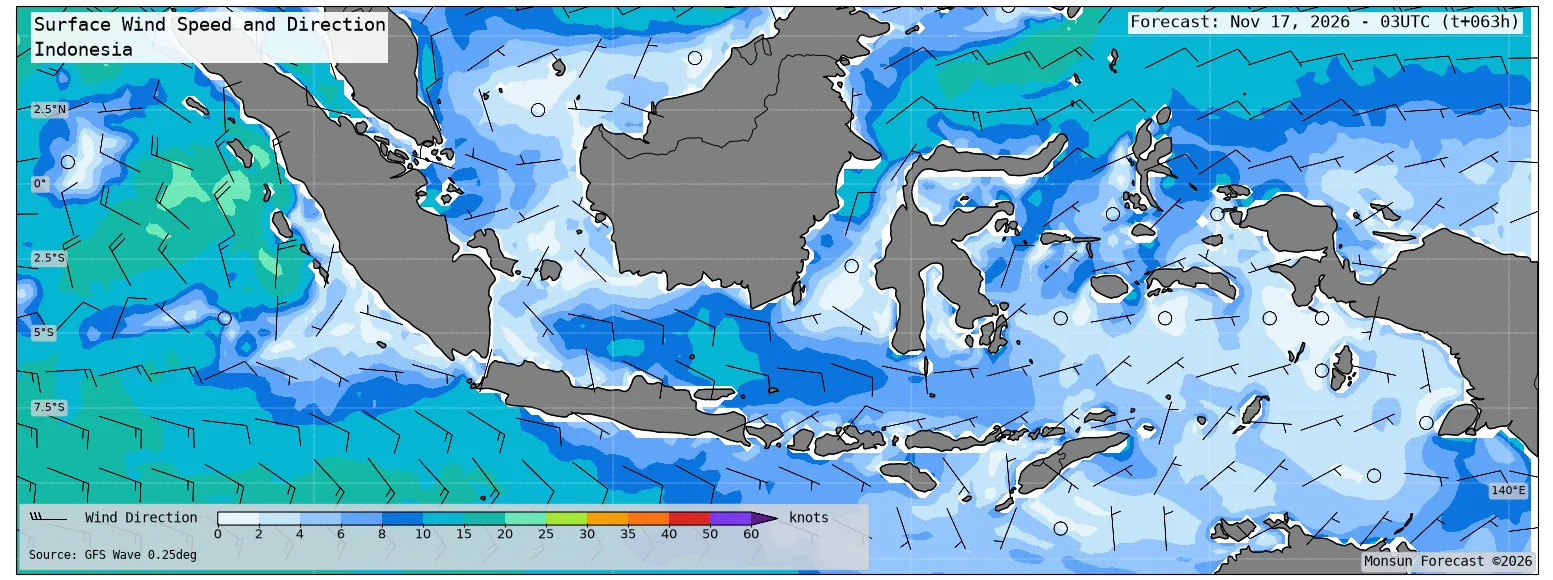 Surface Wind Speed and Direction
Indonesia
Forecast: Nov 17, 2026 - 03UTC (t+063h)
2.5°N
0°
2.5°S
5°S
7.5°S
140°E
Wind Direction
knots
0 2 4 6 8 10 15 20 25 30 35 40 50 60
Source: GFS Wave 0.25deg
Monsun Forecast ©2026